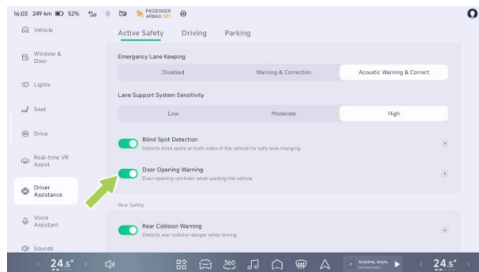 16:03 249 km 52% PASSENGER
AIRBAG OFF
Vehicle
Active Safety Driving Parking
Window &
Door
Lights
Seat
Drive
Real-time VR
Assist
Driver
Assistance
Voice
Assistant
Sounds
Emergency Lane Keeping
Disabled Warning & Correction Acoustic Warning & Correct
Lane Support System Sensitivity
Low Moderate High
Blind Spot Detection
Detects blind spots on both sides of the vehicle for safe lane changing
Door Opening Warning
Door opening reminder when parking the vehicle
Rear Safety
Rear Collision Warning
Detects rear collision danger while driving
24.5° 360 24.5°